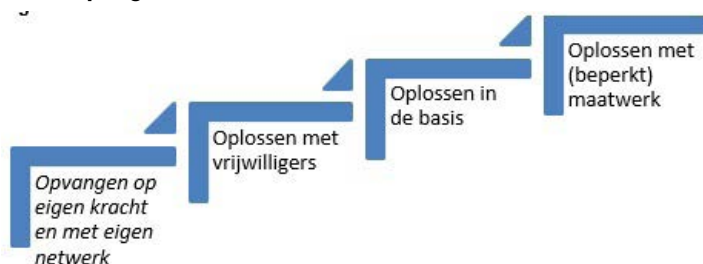 Opvangen op
eigen kracht
en met eigen
netwerk
Oplossen met
vrijwilligers
Oplossen in
de basis
Oplossen met
(beperkt)
maatwerk